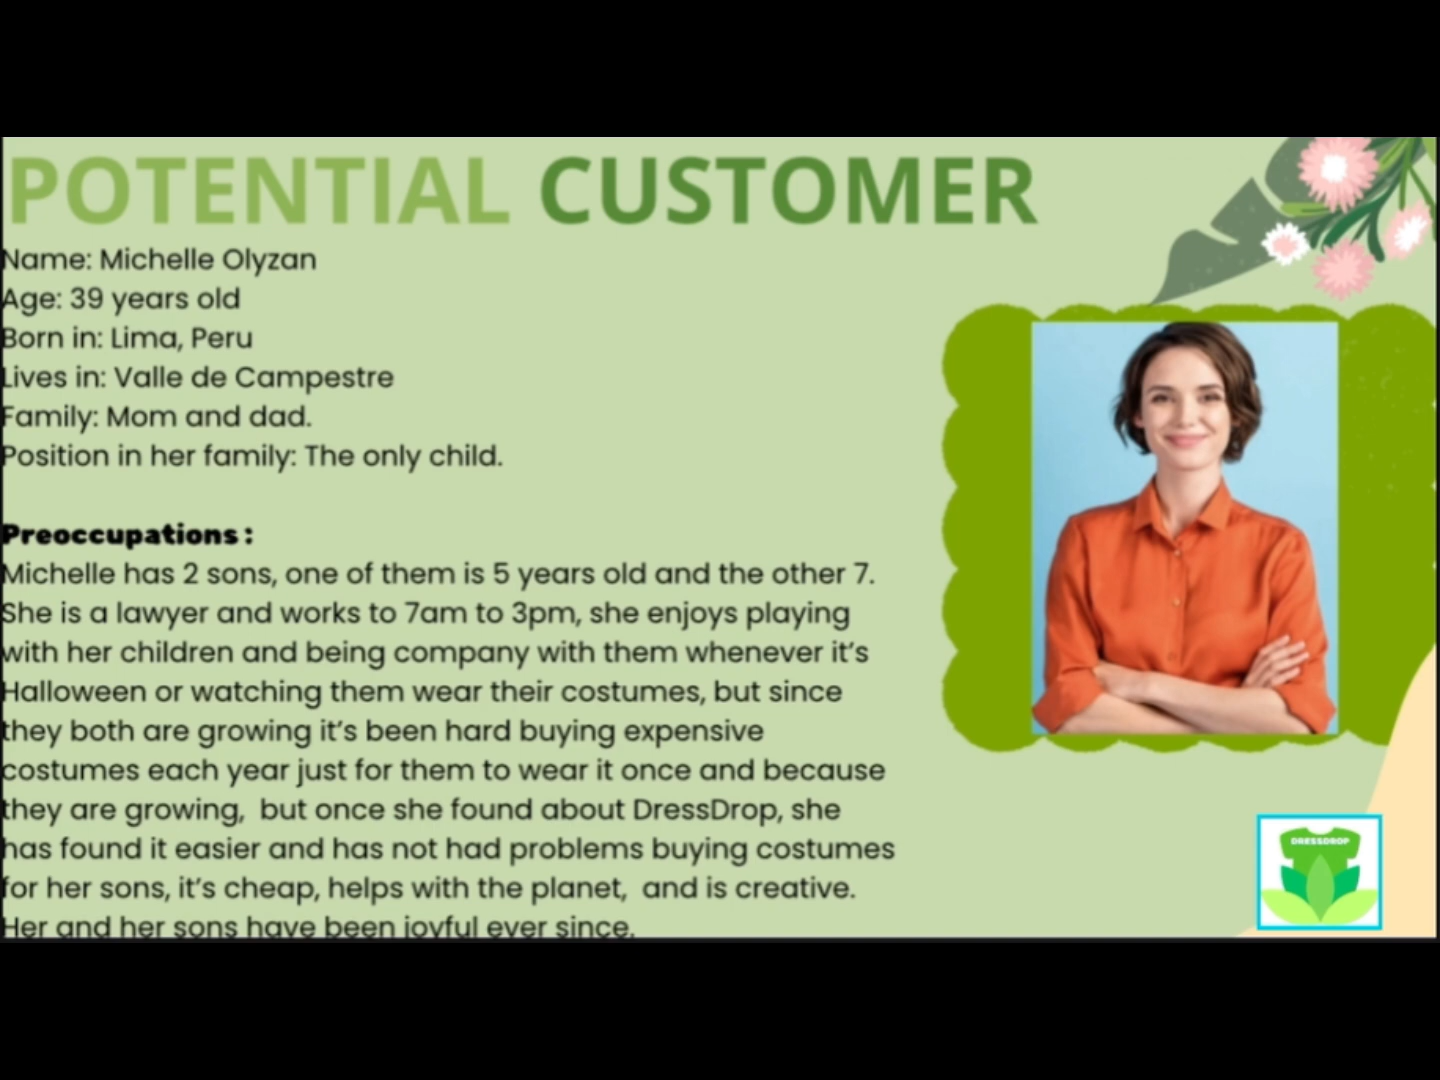 POTENTIAL CUSTOMER
Name: Michelle Olyzan
Age: 39 years old
Born in: Lima, Peru
Lives in: Valle de Campestre
Family: Mom and dad.
Position in her family: The only child.
Preoccupations:
Michelle has 2 sons, one of them is 5 years old and the other 7.
She is a lawyer and works to 7am to 3pm, she enjoys playing
with her children and being company with them whenever it’s
Halloween or watching them wear their costumes, but since
they both are growing it’s been hard buying expensive
costumes each year just for them to wear it once and because
they are growing,  but once she found about DressDrop, she
has found it easier and has not had problems buying costumes
for her sons, it’s cheap, helps with the planet,  and is creative.
Her and her sons have been joyful ever since.
DRESSDROP